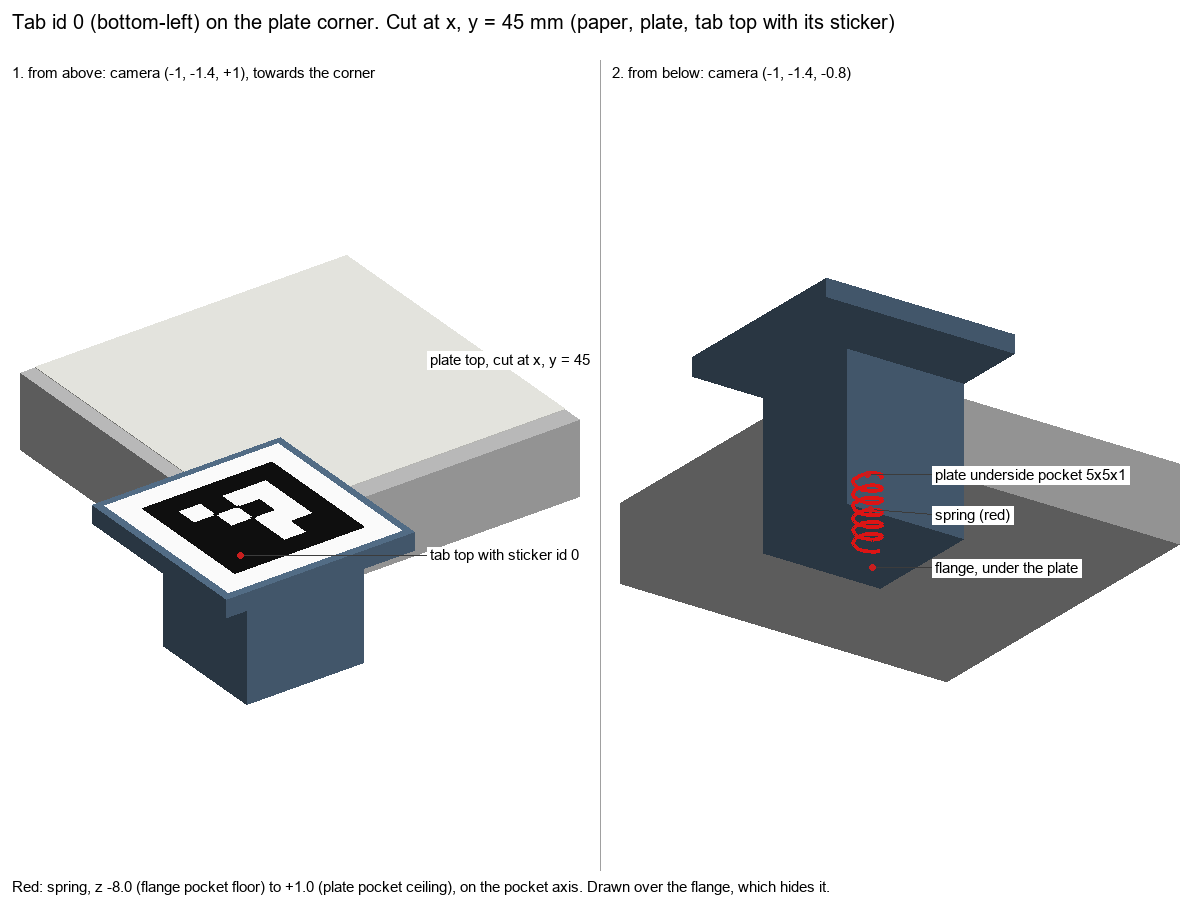 Tab id 0 (bottom-left) on the plate corner. Cut at x, y = 45 mm (paper, plate, tab top with its sticker)
1. from above: camera (-1, -1.4, +1), towards the corner
2. from below: camera (-1, -1.4, -0.8)
plate top, cut at x, y = 45
tab top with sticker id 0
plate underside pocket 5x5x1
spring (red)
flange, under the plate
Red: spring, z -8.0 (flange pocket floor) to +1.0 (plate pocket ceiling), on the pocket axis. Drawn over the flange, which hides it.